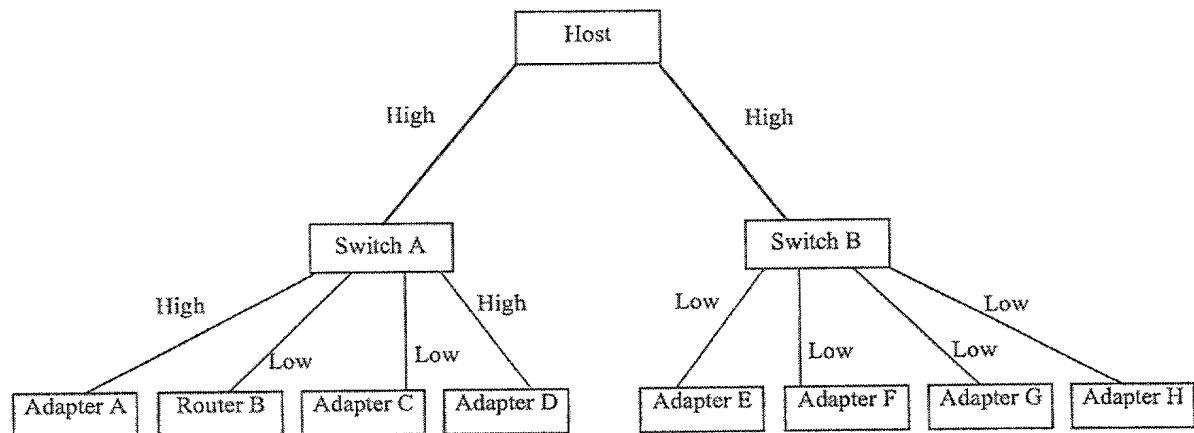 Host
High
High
Switch A
Switch B
High
Low
Low
High
Low
Low
Low
Low
Adapter A
Router B
Adapter C
Adapter D
Adapter E
Adapter F
Adapter G
Adapter H